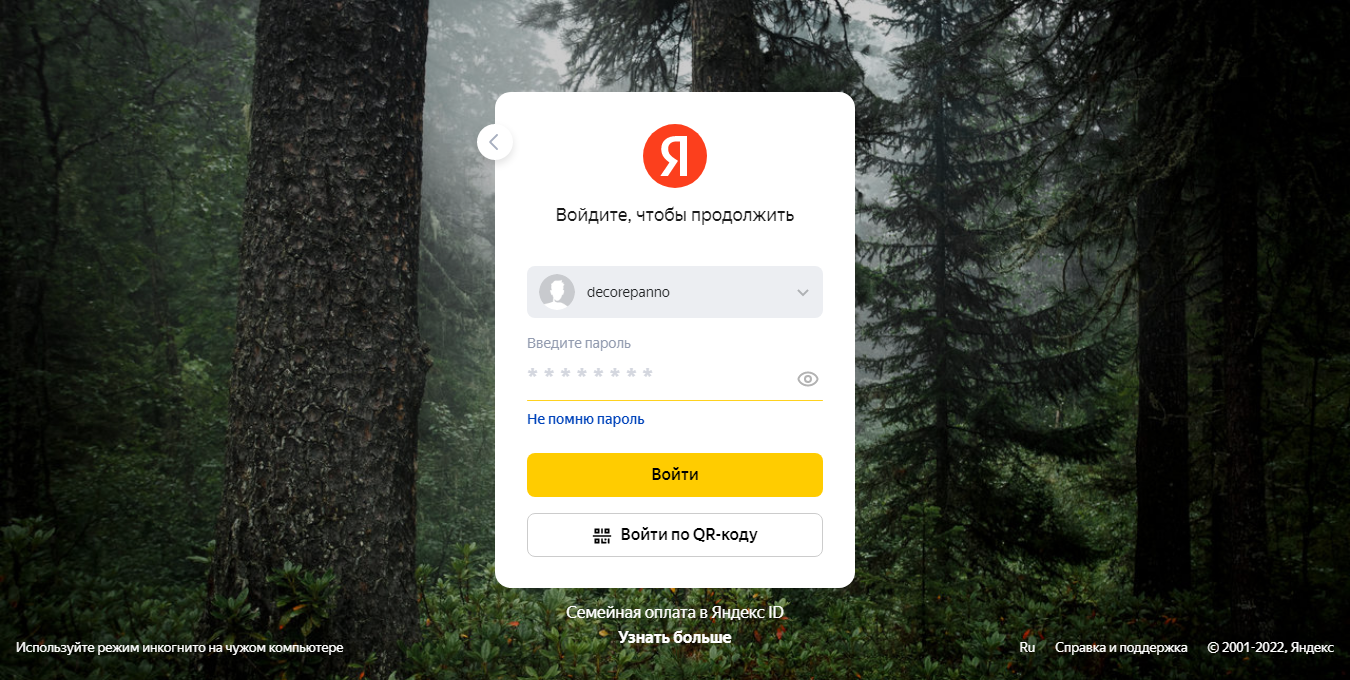 Я
Войдите, чтобы продолжить
decorepanno
Введите пароль
* * * * * * * *
Не помню пароль
Войти
Войти по QR-коду
Семейная оплата в Яндекс ID
Узнать больше
Используйте режим инкогнито на чужом компьютере
Ru Справка и поддержка © 2001-2022, Яндекс